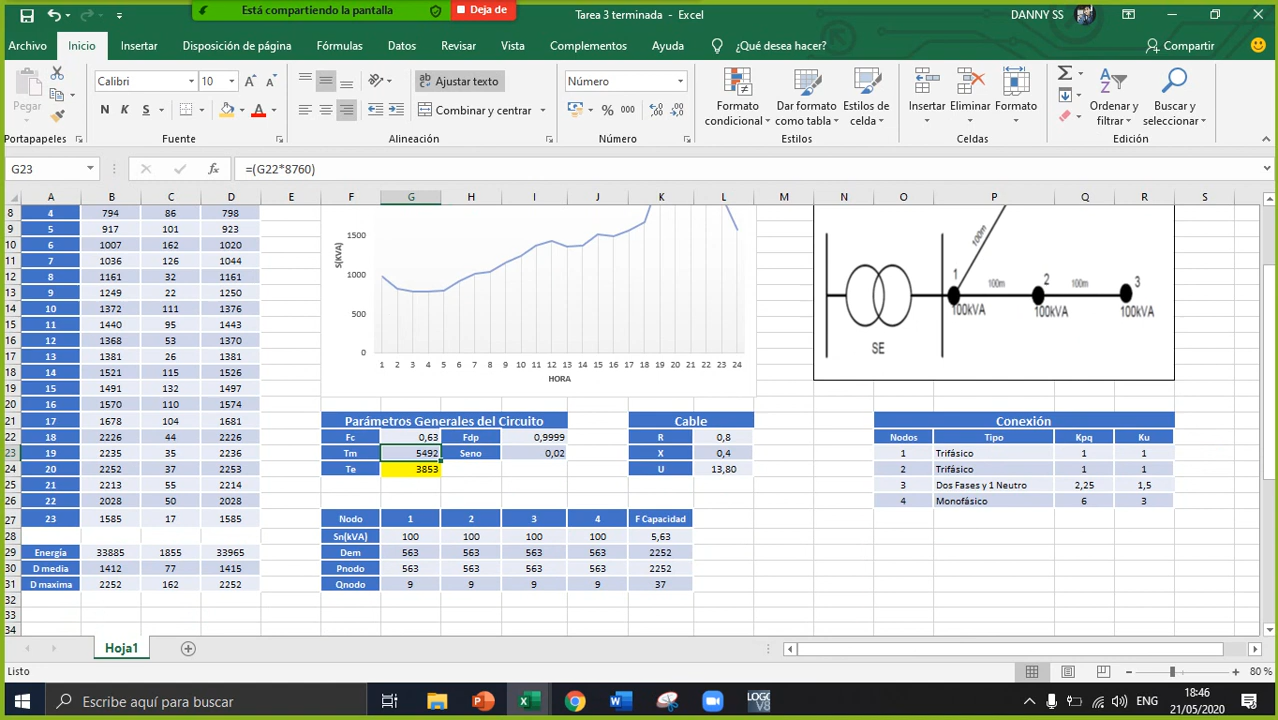 Está compartiendo la pantalla
Deja de
Tarea 3 terminada - Excel
DANNY SS
Archivo Inicio Insertar Disposición de página Fórmulas Datos Revisar Vista Complementos Ayuda ¿Qué desea hacer? Compartir
Pegar
Calibri 10
N K S
Ajustar texto
Combinar y centrar
Número
% 000
Formato condicional
Dar formato como tabla
Estilos de celda
Insertar Eliminar Formato
Ordenar y filtrar
Buscar y seleccionar
Portapapeles Fuente Alineación Número Estilos Celdas Edición
G23 fx =(G22*8760)
A B C D E F G H I J K L M N O P Q R S
8 4 794 86 798
9 5 917 101 923
10 6 1007 162 1020
11 7 1036 126 1044
12 8 1161 32 1161
13 9 1249 22 1250
14 10 1372 111 1376
15 11 1440 95 1443
16 12 1368 53 1370
17 13 1381 26 1381
18 14 1521 115 1526
19 15 1491 132 1497
20 16 1570 110 1574
21 17 1678 104 1681
22 18 2226 44 2226
23 19 2235 35 2236
24 20 2252 37 2253
25 21 2213 55 2214
26 22 2028 50 2028
27 23 1585 17 1585
28
29 Energía 33885 1855 33965
30 D media 1412 77 1415
31 D maxima 2252 162 2252
32
33
34
S(KVA)
1500
1000
500
0
1 2 3 4 5 6 7 8 9 10 11 12 13 14 15 16 17 18 19 20 21 22 23 24
HORA
100m
1 100m 2 100m 3
100kVA 100kVA 100kVA
SE
Parámetros Generales del Circuito
Fc 0,63 Fdp 0,9999
Tm 5492 Seno 0,02
Te 3853
Cable
R 0,8
X 0,4
U 13,80
Conexión
Nodos Tipo Kpq Ku
1 Trifásico 1 1
2 Trifásico 1 1
3 Dos Fases y 1 Neutro 2,25 1,5
4 Monofásico 6 3
Nodo 1 2 3 4 F Capacidad
Sn(kVA) 100 100 100 100 5,63
Dem 563 563 563 563 2252
Pnodo 563 563 563 563 2252
Qnodo 9 9 9 9 37
Hoja1
Listo
80 %
Escribe aquí para buscar
LOGO V8
ENG
18:46
21/05/2020